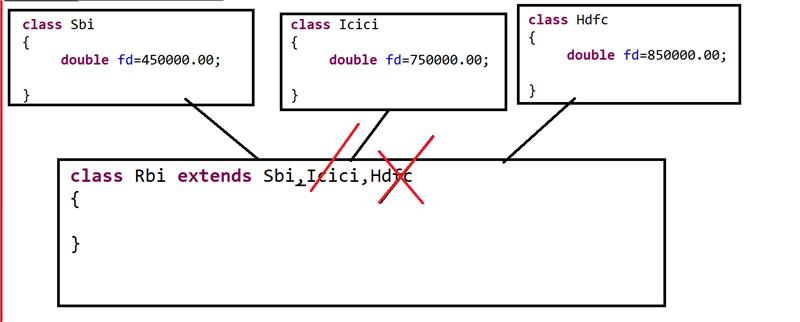 class Sbi
{
double fd=450000.00;
}
class Icici
{
double fd=750000.00;
}
class Hdfc
{
double fd=850000.00;
}
class Rbi extends Sbi,Icici,Hdfc
{
}